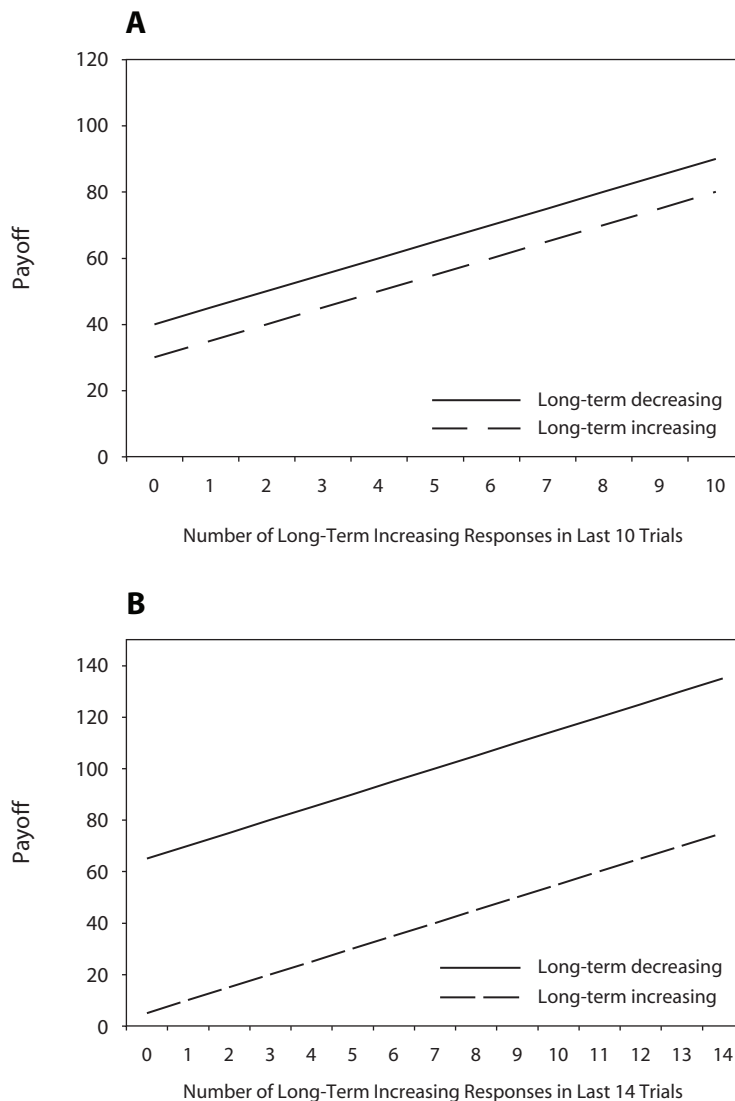 A
120
100
80
60
40
20
0
Payoff
Long-term decreasing
Long-term increasing
0 1 2 3 4 5 6 7 8 9 10
Number of Long-Term Increasing Responses in Last 10 Trials
B
140
120
100
80
60
40
20
0
Payoff
Long-term decreasing
Long-term increasing
0 1 2 3 4 5 6 7 8 9 10 11 12 13 14
Number of Long-Term Increasing Responses in Last 14 Trials